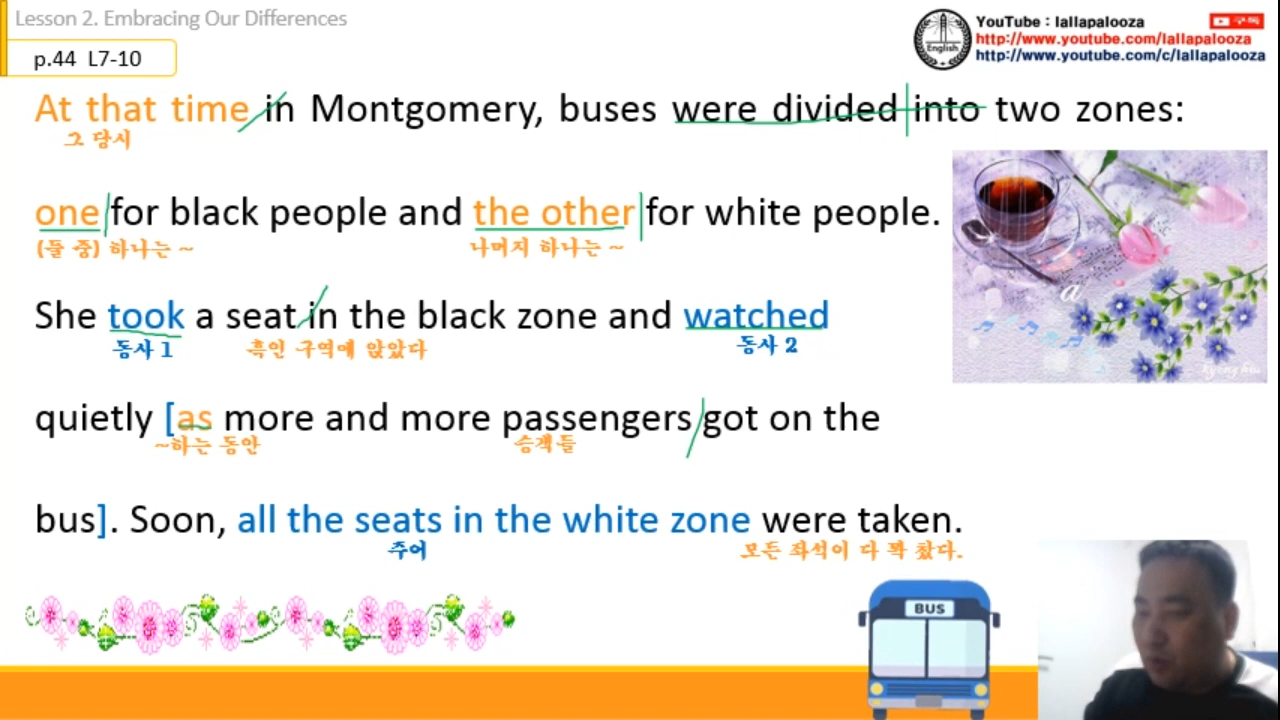 Lesson 2. Embracing Our Differences
YouTube : lallapalooza
구독
http://www.youtube.com/lallapalooza
http://www.youtube.com/c/lallapalooza
English
p.44 L7-10
At that time in Montgomery, buses were divided into two zones:
그 당시
one for black people and the other for white people.
(둘 중) 하나는 ~ 나머지 하나는 ~
She took a seat in the black zone and watched
동사 1 흑인 구역에 앉았다 동사 2
quietly [as more and more passengers got on the
~하는 동안 승객들
bus]. Soon, all the seats in the white zone were taken.
주어 모든 좌석이 다 꽉 찼다.
a
BUS